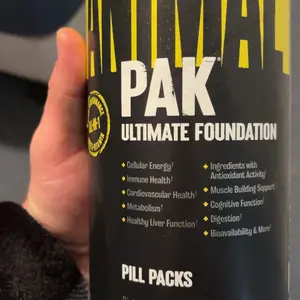 ANIMAL
PAK®
ULTIMATE FOUNDATION
• Cellular Energy†
• Immune Health†
• Cardiovascular Health†
• Metabolism†
• Healthy Liver Function†
• Ingredients with
Antioxidant Activity†
• Muscle Building Support†
• Cognitive Function†
• Digestion†
• Bioavailability & More†
PILL PACKS